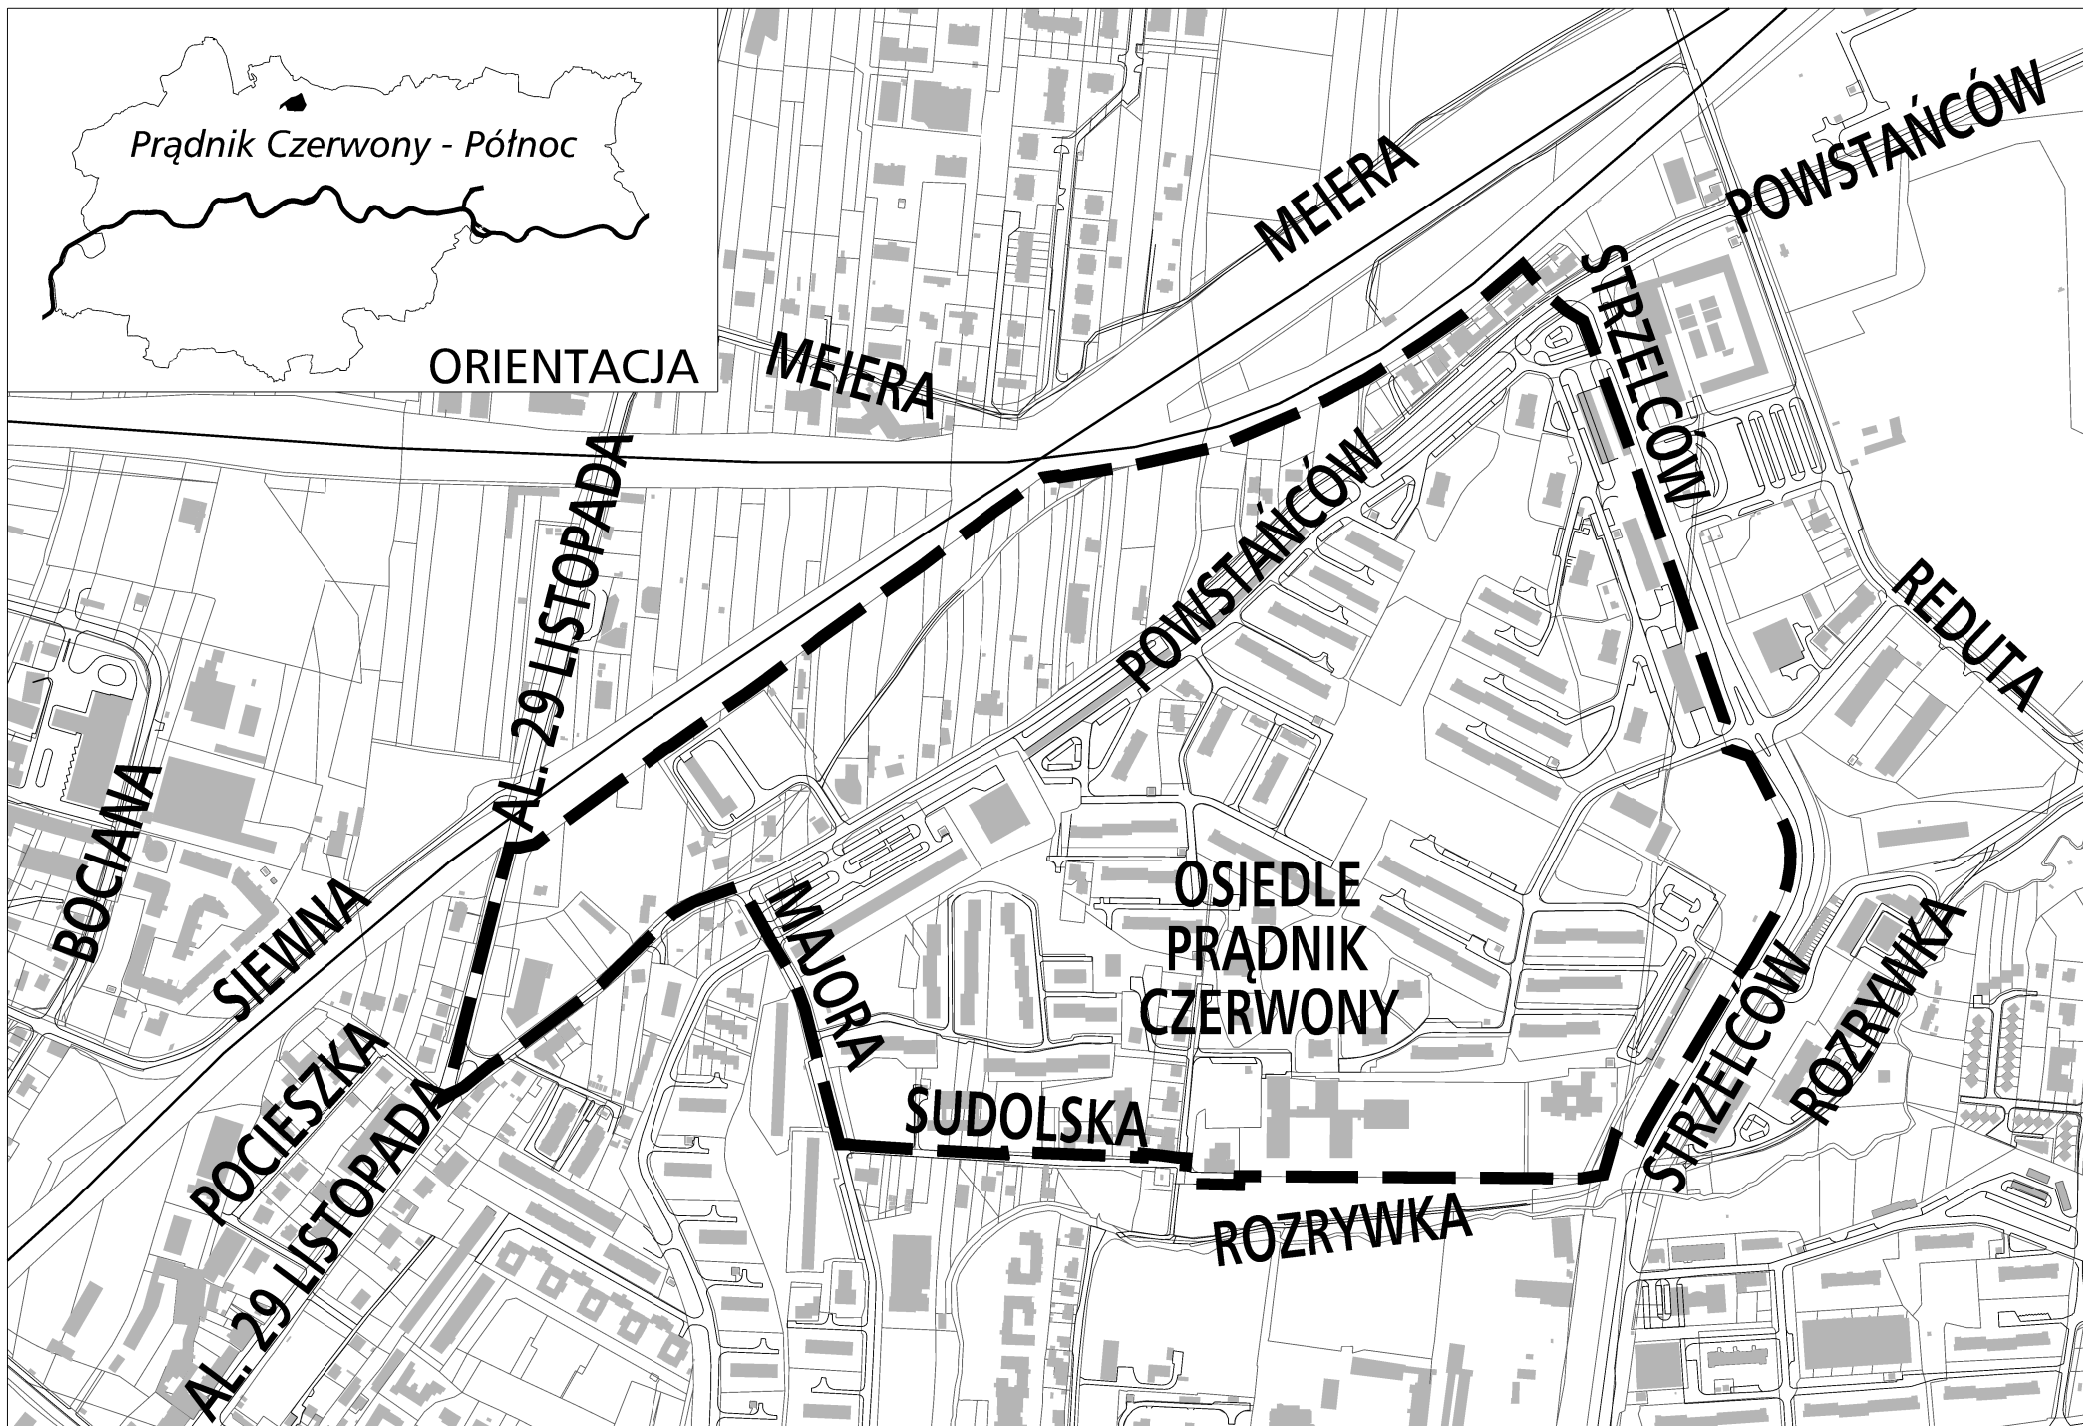 Prądnik Czerwony - Północ
ORIENTACJA
POWSTAŃCÓW
MEIERA
STRZELCÓW
MEIERA
AL. 29 LISTOPADA
POWSTAŃCÓW
REDUTA
BOCIANA
SIEWNA
MAJORA
OSIEDLE
PRĄDNIK
CZERWONY
STRZELCÓW
ROZRYWKA
POCIESZKA
AL. 29 LISTOPADA
SUDOLSKA
ROZRYWKA